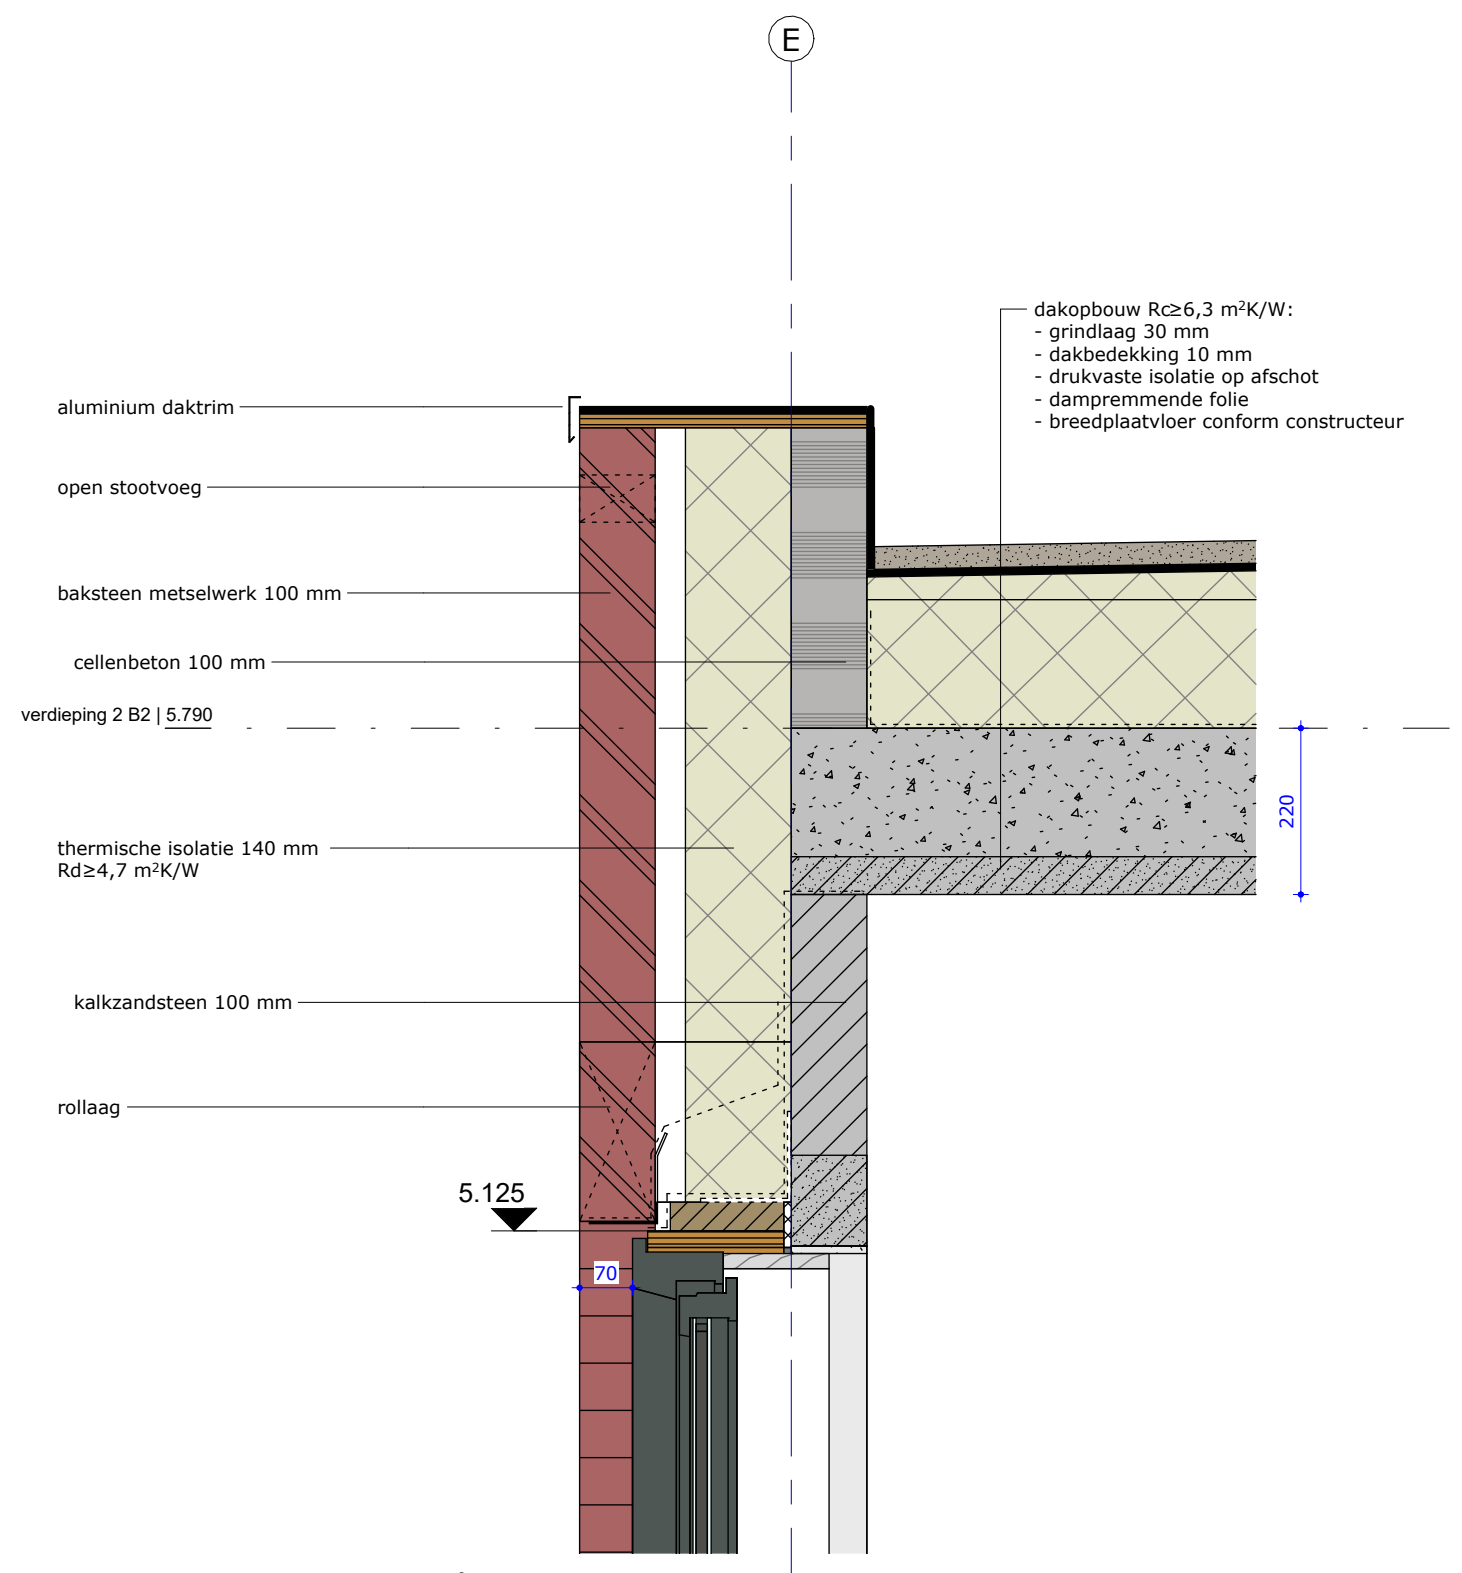 E
dakopbouw Rc≥6,3 m²K/W:
- grindlaag 30 mm
- dakbedekking 10 mm
- drukvaste isolatie op afschot
- dampremmende folie
- breedplaatvloer conform constructeur
aluminium daktrim
open stootvoeg
baksteen metselwerk 100 mm
cellenbeton 100 mm
verdieping 2 B2 | 5.790
220
thermische isolatie 140 mm
Rd≥4,7 m²K/W
kalkzandsteen 100 mm
rollaag
5.125
70